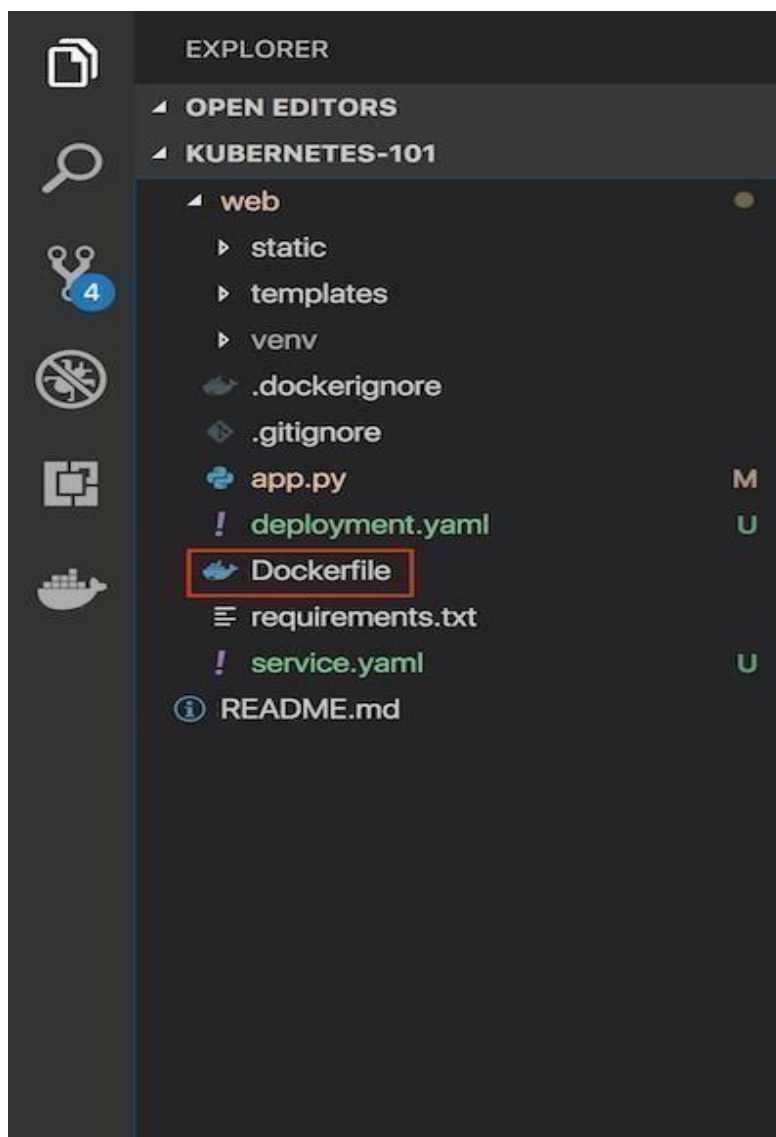 EXPLORER
OPEN EDITORS
KUBERNETES-101
web
static
templates
venv
.dockerignore
.gitignore
app.py M
deployment.yaml U
Dockerfile
requirements.txt
service.yaml U
README.md
4